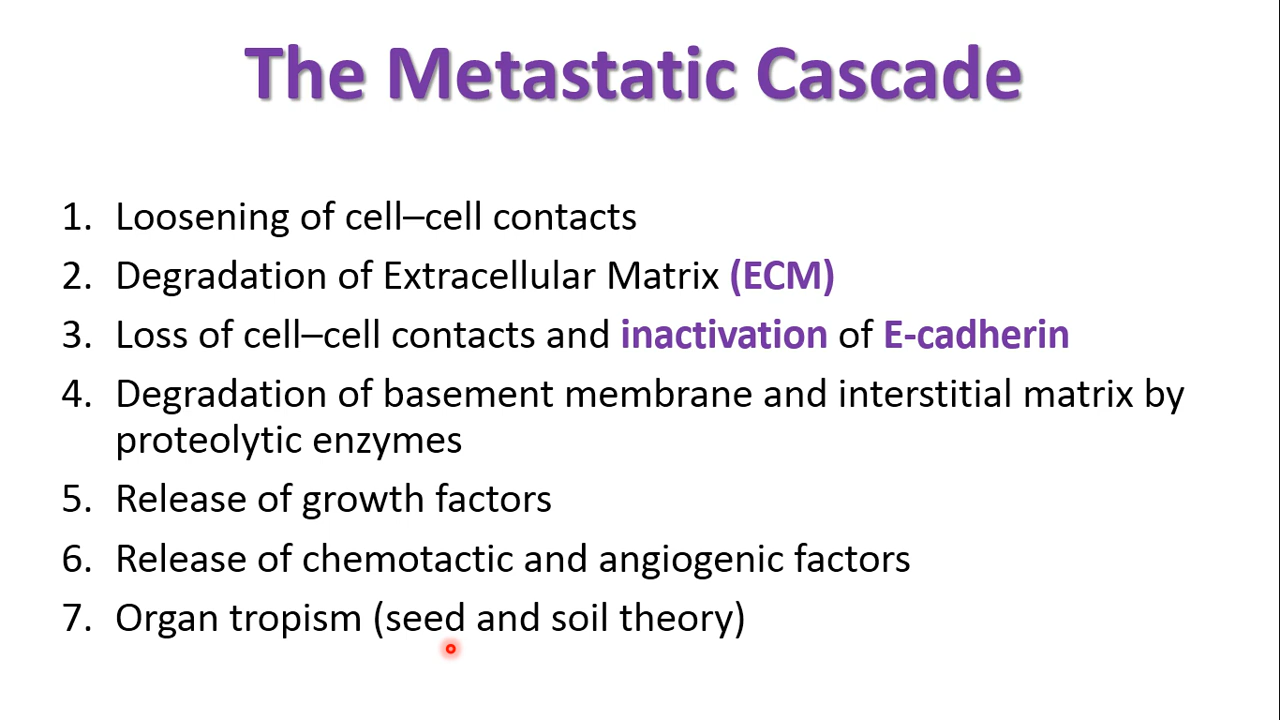 The Metastatic Cascade
1. Loosening of cell–cell contacts
2. Degradation of Extracellular Matrix (ECM)
3. Loss of cell–cell contacts and inactivation of E-cadherin
4. Degradation of basement membrane and interstitial matrix by
proteolytic enzymes
5. Release of growth factors
6. Release of chemotactic and angiogenic factors
7. Organ tropism (seed and soil theory)